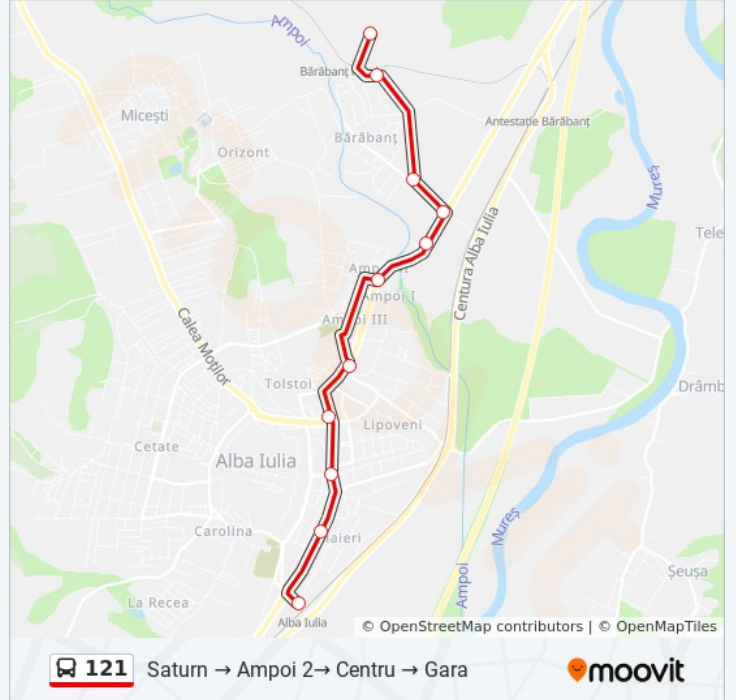 Ampoi
Bărăbanț
Micești
Antestație Bărăbanț
Bărăbanț
Orizont
Mureș
Tele
Centura Alba Iulia
Ampoi I
Ampoi III
Calea Moților
Tolstoi
Drâmb
Lipoveni
Cetate
Alba Iulia
Mureș
Carolina
Maieri
Ampoi
Șeușa
La Recea
Alba Iulia
© OpenStreetMap contributors | © OpenMapTiles
121 Saturn → Ampoi 2→ Centru → Gara
moovit